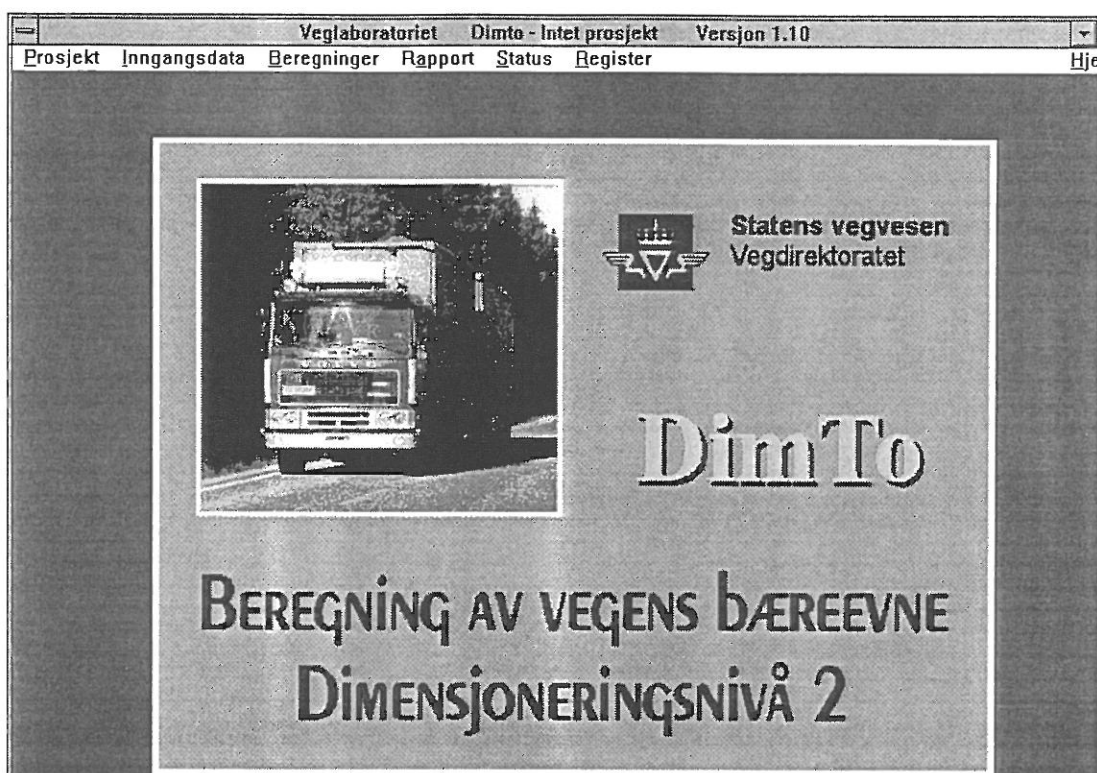 Veglaboratoriet Dimto - Intet prosjekt Versjon 1.10
Prosjekt Inngangsdata Beregninger Rapport Status Register Hje
Statens vegvesen
Vegdirektoratet
DimTo
BEREGNING AV VEGENS BÆREEVNE
DIMENSJONERINGSNIVÅ 2